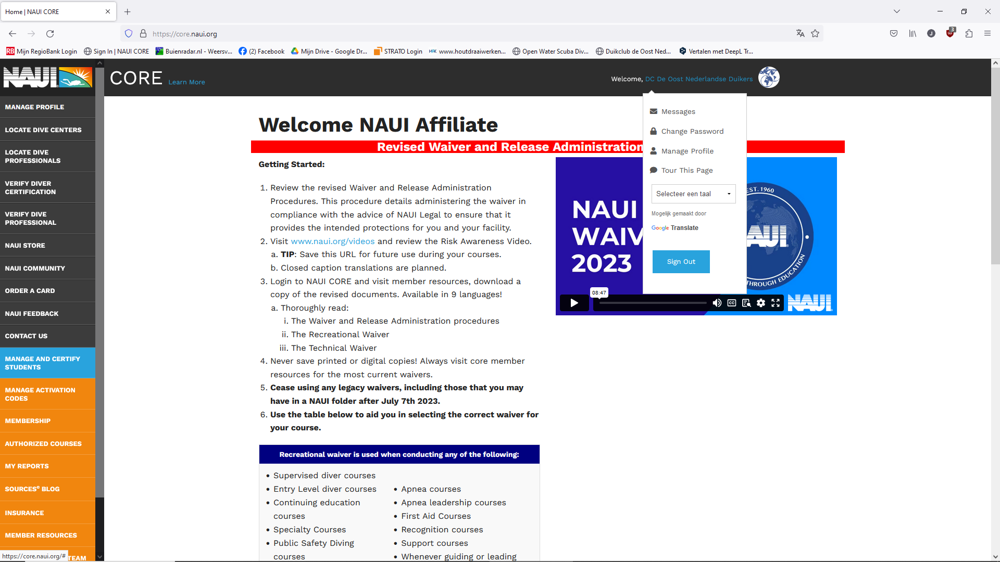 Home | NAUI CORE
https://core.naui.org
3
J
Mijn RegioBank Login
Sign In | NAUI CORE
Buienradar.nl - Weersv...
(2) Facebook
Mijn Drive - Google Dr...
STRATO Login
www.houtdraaiwerken...
Open Water Scuba Div...
Duikclub de Oost Ned...
Vertalen met DeepL Tr...
NAUI
CORE Learn More
Welcome, DC De Oost Nederlandse Duikers
MANAGE PROFILE
LOCATE DIVE CENTERS
LOCATE DIVE
PROFESSIONALS
VERIFY DIVER
CERTIFICATION
VERIFY DIVE
PROFESSIONAL
NAUI STORE
NAUI COMMUNITY
ORDER A CARD
NAUI FEEDBACK
CONTACT US
MANAGE AND CERTIFY
STUDENTS
MANAGE ACTIVATION
CODES
MEMBERSHIP
AUTHORIZED COURSES
MY REPORTS
SOURCES® BLOG
INSURANCE
MEMBER RESOURCES
TEAM
https://core.naui.org/#
Welcome NAUI Affiliate
Revised Waiver and Release Administration
Getting Started:
1. Review the revised Waiver and Release Administration
Procedures. This procedure details administering the waiver in
compliance with the advice of NAUI Legal to ensure that it
provides the intended protections for you and your facility.
2. Visit www.naui.org/videos and review the Risk Awareness Video.
a. TIP: Save this URL for future use during your courses.
b. Closed caption translations are planned.
3. Login to NAUI CORE and visit member resources, download a
copy of the revised documents. Available in 9 languages!
a. Thoroughly read:
i. The Waiver and Release Administration procedures
ii. The Recreational Waiver
iii. The Technical Waiver
4. Never save printed or digital copies! Always visit core member
resources for the most current waivers.
5. Cease using any legacy waivers, including those that you may
have in a NAUI folder after July 7th 2023.
6. Use the table below to aid you in selecting the correct waiver for
your course.
Recreational waiver is used when conducting any of the following:
• Supervised diver courses
• Entry Level diver courses
• Continuing education
courses
• Specialty Courses
• Public Safety Diving
courses
• Apnea courses
• Apnea leadership courses
• First Aid Courses
• Recognition courses
• Support courses
• Whenever guiding or leading
Messages
Change Password
Manage Profile
Tour This Page
Selecteer een taal
Mogelijk gemaakt door
Google Translate
Sign Out
NAUI
WAIV
2023
EST. 1960
NAUI
THROUGH EDUCATION
08:47
CC
NAUI